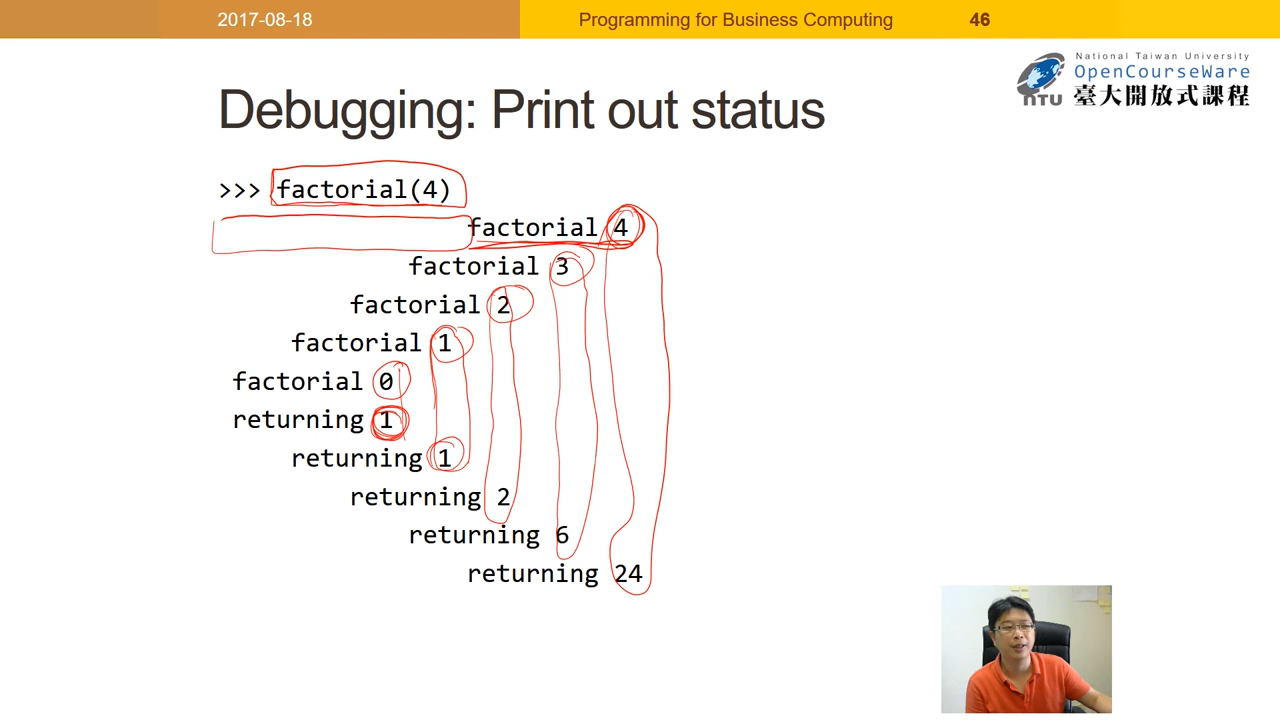 2017-08-18
Programming for Business Computing
46
National Taiwan University
OpenCourseWare
臺大開放式課程
NTU
Debugging: Print out status
>>> factorial(4)
factorial 4
factorial 3
factorial 2
factorial 1
factorial 0
returning 1
returning 1
returning 2
returning 6
returning 24